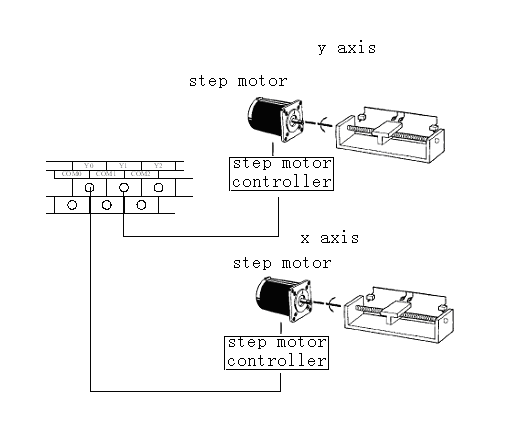 y axis
step motor
step motor
controller
Y0 Y1 Y2
COM0 COM1 COM2
x axis
step motor
step motor
controller